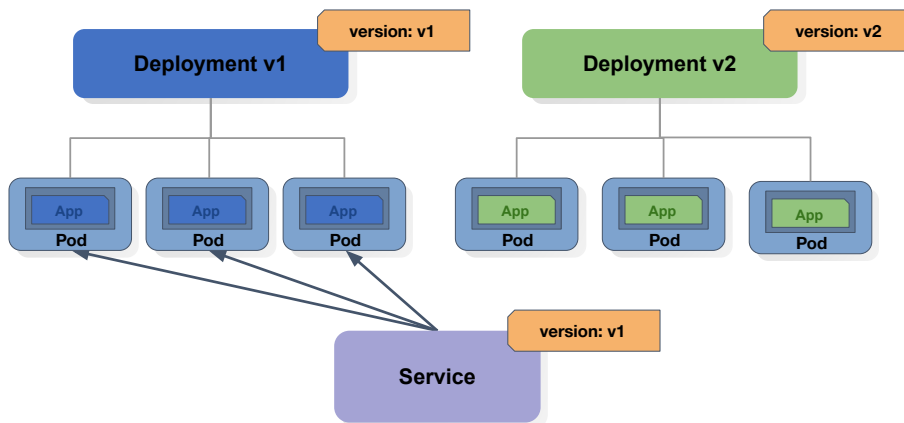 version: v1
version: v2
Deployment v1
Deployment v2
App
App
App
App
App
App
Pod
Pod
Pod
Pod
Pod
Pod
version: v1
Service